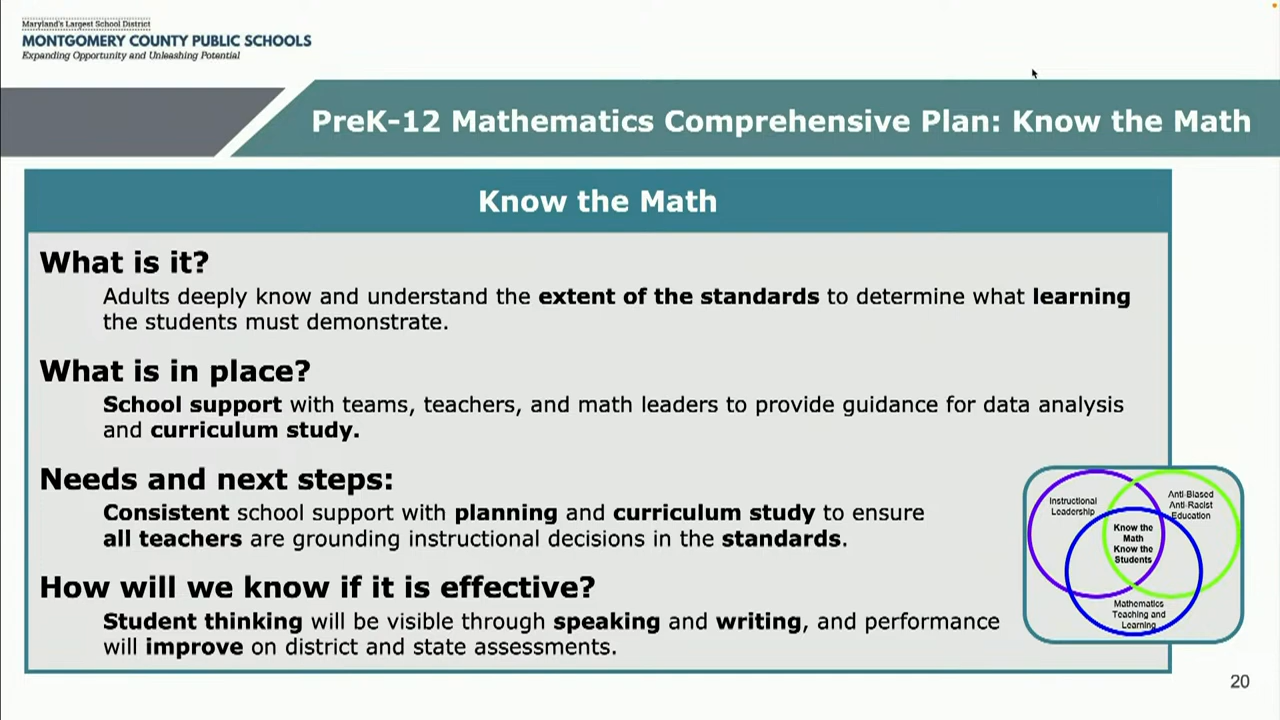 Maryland's Largest School District
MONTGOMERY COUNTY PUBLIC SCHOOLS
Expanding Opportunity and Unleashing Potential
PreK-12 Mathematics Comprehensive Plan: Know the Math
Know the Math
What is it?
Adults deeply know and understand the extent of the standards to determine what learning
the students must demonstrate.
What is in place?
School support with teams, teachers, and math leaders to provide guidance for data analysis
and curriculum study.
Needs and next steps:
Consistent school support with planning and curriculum study to ensure
all teachers are grounding instructional decisions in the standards.
How will we know if it is effective?
Student thinking will be visible through speaking and writing, and performance
will improve on district and state assessments.
Instructional
Leadership
Anti-Biased
Anti-Racist
Education
Know the
Math
Know the
Students
Mathematics
Teaching and
Learning
20